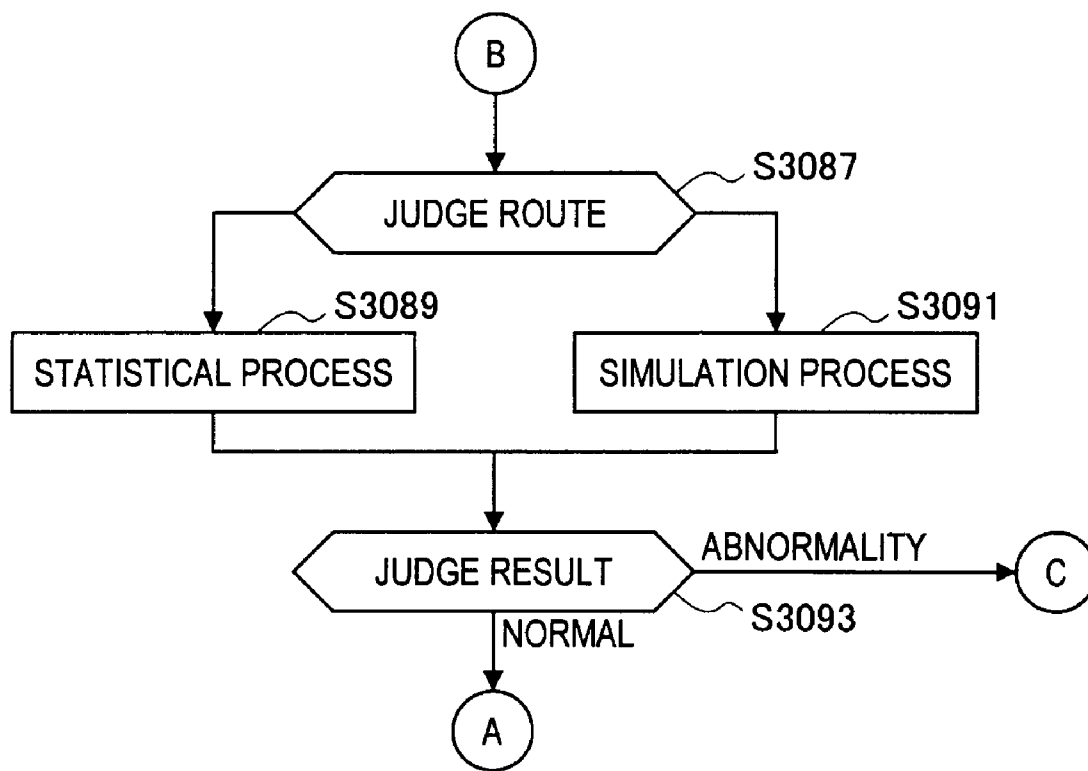 B
S3087
JUDGE ROUTE
S3089
S3091
STATISTICAL PROCESS
SIMULATION PROCESS
ABNORMALITY
JUDGE RESULT
C
S3093
NORMAL
A